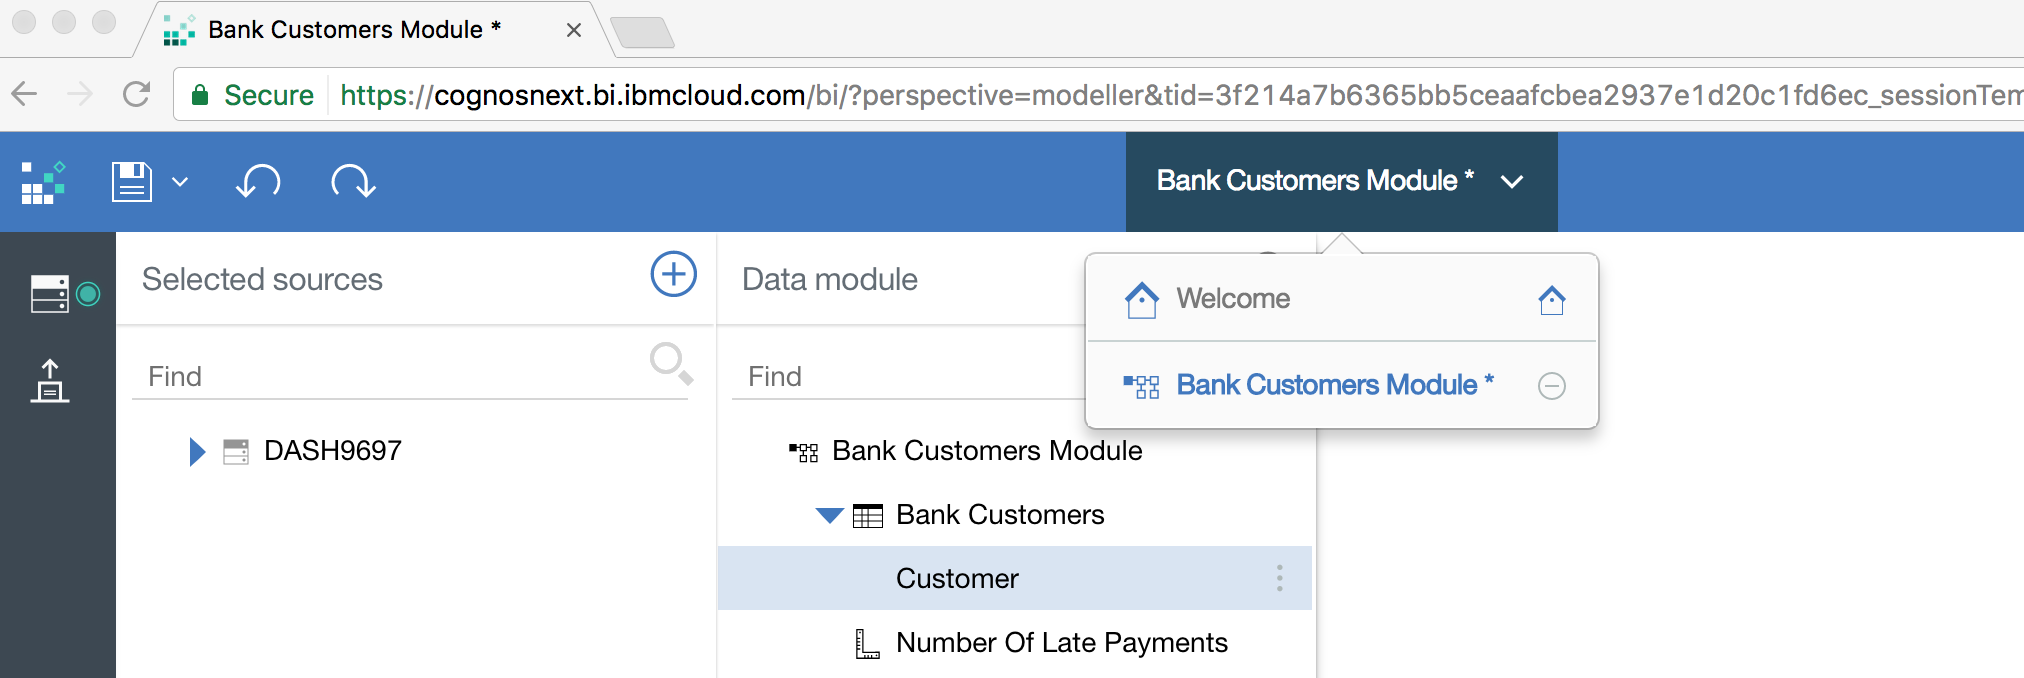 Bank Customers Module *
Secure https://cognosnext.bi.ibmcloud.com/bi/?perspective=modeller&tid=3f214a7b6365bb5ceaafcbea2937e1d20c1fd6ec_sessionTem
Bank Customers Module *
Selected sources
Data module
Welcome
Find
Find
Bank Customers Module *
DASH9697
Bank Customers Module
Bank Customers
Customer
Number Of Late Payments